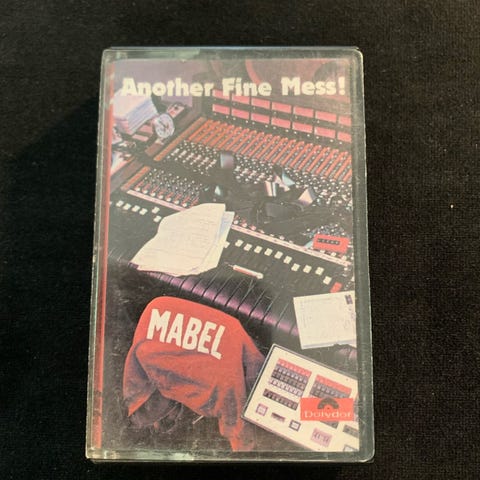 Another Fine Mess!
MABEL
Polydor